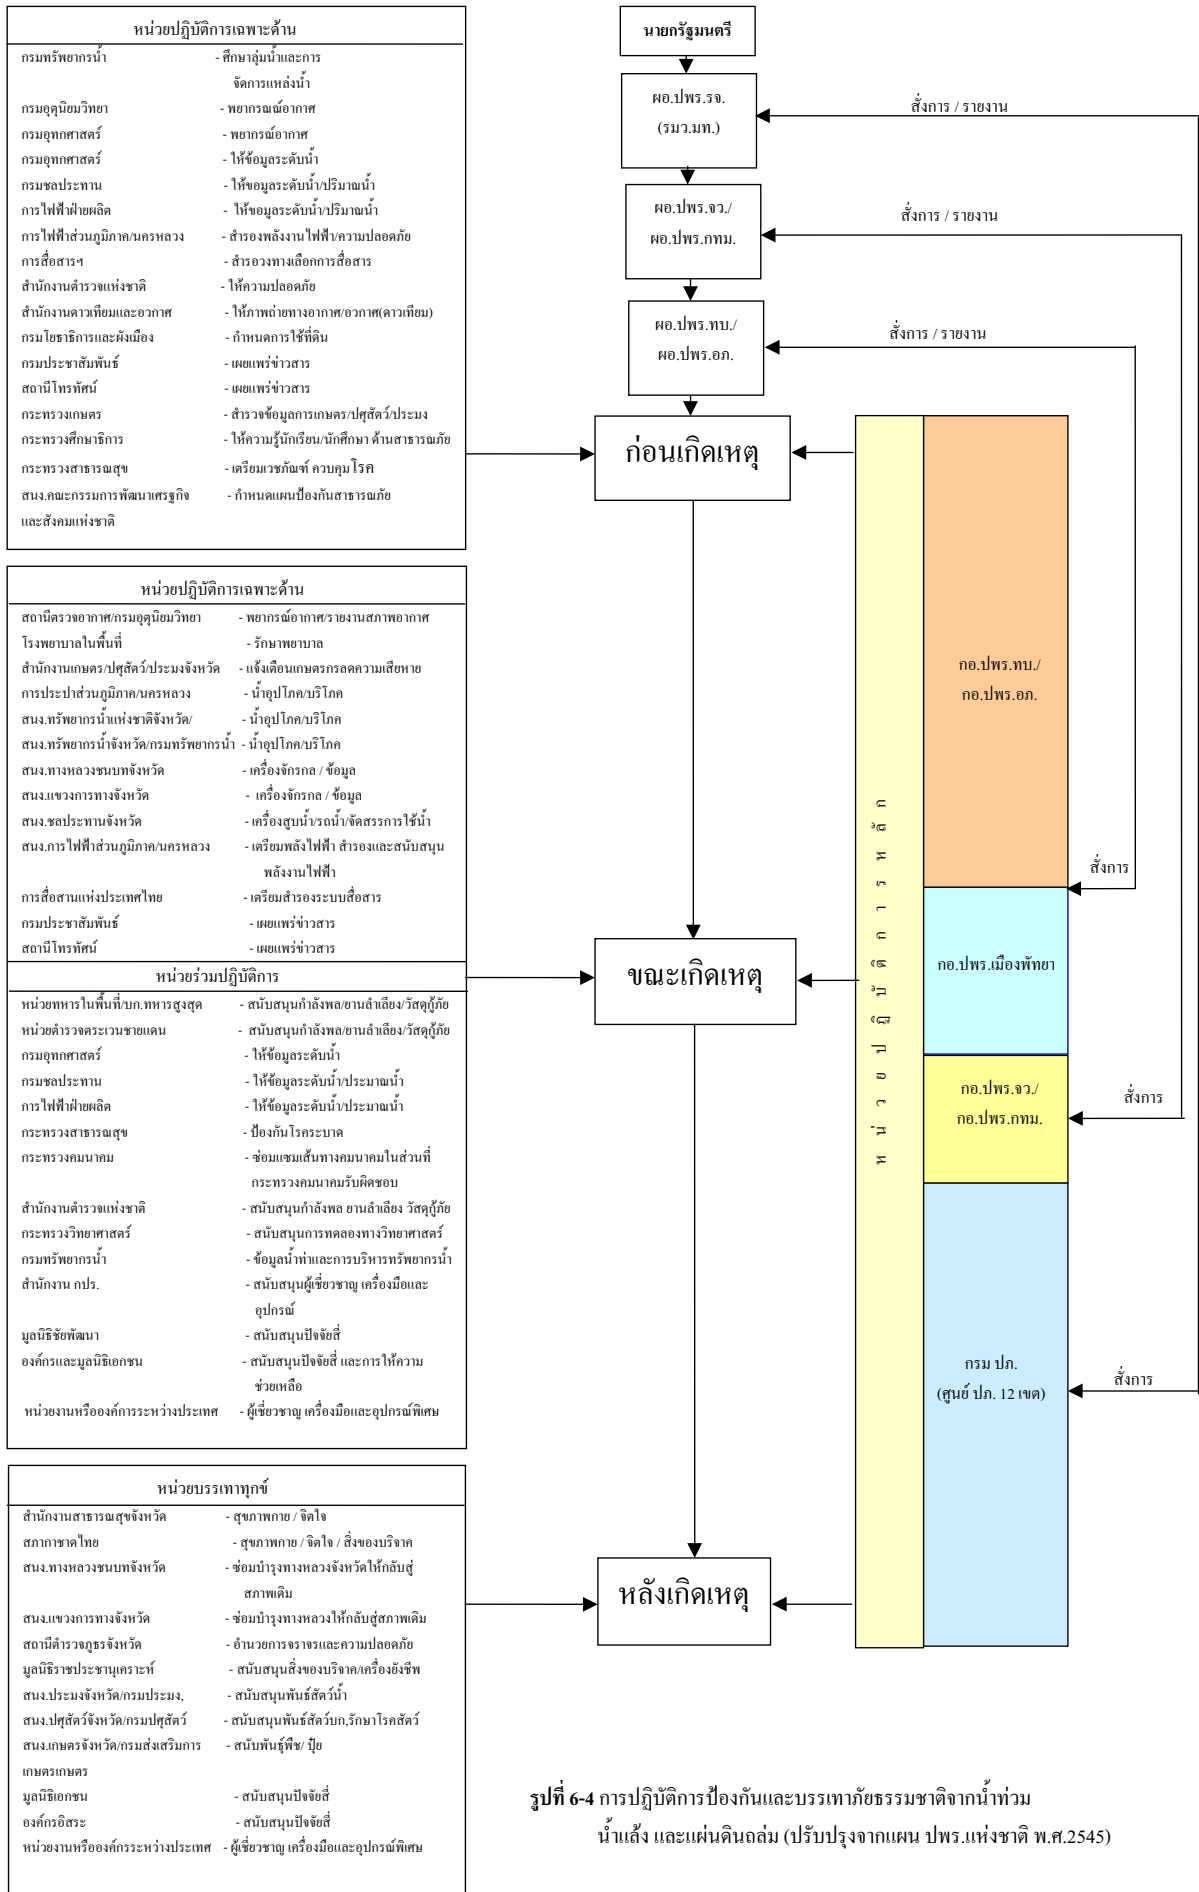 หน่วยปฏิบัติการเฉพาะด้าน
กรมทรัพยากรน้ำ - ศึกษาลุ่มน้ำและการ
จัดการแหล่งน้ำ
กรมอุตุนิยมวิทยา - พยากรณณ์อากาศ
กรมอุทกศาสตร์ - พยากรณ์อากาศ
กรมอุทกศาสตร์ - ให้ข้อมูลระดับน้ำ
กรมชลประทาน - ให้ขอมูลระดับน้ำ/ปริมาณน้ำ
การไฟฟ้าฝ่ายผลิต - ให้ขอมูลระดับน้ำ/ปริมาณน้ำ
การไฟฟ้าส่วนภูมิภาค/นครหลวง - สำรองพลังงานไฟฟ้า/ความปลอดภัย
การสื่อสารฯ - สำรอวงทางเลือกการสื่อสาร
สำนักงานตำรวจแห่งชาติ - ให้ความปลอดภัย
สำนักงานดาวเทียมและอวกาศ - ให้ภาพถ่ายทางอากาศ/อวกาศ(ดาวเทียม)
กรมโยธาธิการและผังเมือง - กำหนดการใช้ที่ดิน
กรมประชาสัมพันธ์ - เผยแพร่ข่าวสาร
สถานีโทรทัศน์ - เผยแพร่ข่าวสาร
กระทรวงเกษตร - สำรวจข้อมูลการเกษตร/ปศุสัตว์/ประมง
กระทรวงศึกษาธิการ - ให้ความรู้นักเรียน/นักศึกษา ด้านสาธารณภัย
กระทรวงสาธารณสุข - เตรียมเวชภัณฑ์ ควบคุมโรค
สนง.คณะกรรมการพัฒนาเศรฐกิจ - กำหนดแผนป้องกันสาธารณภัย
และสังคมแห่งชาติ
หน่วยปฏิบัติการเฉพาะด้าน
สถานีตรวจอากาศ/กรมอุตุนิยมวิทยา - พยากรณ์อากาศ/รายงานสภาพอากาศ
โรงพยาบาลในพื้นที่ - รักษาพยาบาล
สำนักงานเกษตร/ปศุสัตว์/ประมงจังหวัด - แจ้งเตือนเกษตรกรลดความเสียหาย
การประปาส่วนภูมิภาค/นครหลวง - น้ำอุปโภค/บริโภค
สนง.ทรัพยากรน้ำแห่งชาติจังหวัด/ - น้ำอุปโภค/บริโภค
สนง.ทรัพยากรน้ำจังหวัด/กรมทรัพยากรน้ำ - น้ำอุปโภค/บริโภค
สนง.ทางหลวงชนบทจังหวัด - เครื่องจักรกล / ข้อมูล
สนง.แขวงการทางจังหวัด - เครื่องจักรกล / ข้อมูล
สนง.ชลประทานจังหวัด - เครื่องสูบน้ำ/รถน้ำ/จัดสรรการใช้น้ำ
สนง.การไฟฟ้าส่วนภูมิภาค/นครหลวง - เตรียมพลังไฟฟ้า สำรองและสนับสนุน
พลังงานไฟฟ้า
การสื่อสานแห่งประเทศไทย - เตรียมสำรองระบบสื่อสาร
กรมประชาสัมพันธ์ - เผยแพร่ข่าวสาร
สถานีโทรทัศน์ - เผยแพร่ข่าวสาร
หน่วยร่วมปฏิบัติการ
หน่วยทหารในพื้นที่/บก.ทหารสูงสุด - สนับสนุนกำลังพล/ยานลำเลียง/วัสดุกู้ภัย
หน่วยตำรวจตระเวนชายแดน - สนับสนุนกำลังพล/ยานลำเลียง/วัสดุกู้ภัย
กรมอุทกศาสตร์ - ให้ข้อมูลระดับน้ำ
กรมชลประทาน - ให้ข้อมูลระดับน้ำ/ประมาณน้ำ
การไฟฟ้าฝ่ายผลิต - ให้ข้อมูลระดับน้ำ/ประมาณน้ำ
กระทรวงสาธารณสุข - ป้องกันโรคระบาด
กระทรวงคมนาคม - ซ่อมแซมเส้นทางคมนาคมในส่วนที่
กระทรวงคมนาคมรับผิดชอบ
สำนักงานตำรวจแห่งชาติ - สนับสนุนกำลังพล ยานลำเลียง วัสดุกู้ภัย
กระทรวงวิทยาศาสตร์ - สนับสนุนการทดลองทางวิทยาศาสตร์
กรมทรัพยากรน้ำ - ข้อมูลน้ำท่าและการบริหารทรัพยากรน้ำ
สำนักงาน กปร. - สนับสนุนผู้เชี่ยวชาญ เครื่องมือและ
อุปกรณ์
มูลนิธิชัยพัฒนา - สนับสนุนปัจจัยสี่
องค์กรและมูลนิธิเอกชน - สนับสนุนปัจจัยสี่ และการให้ความ
ช่วยเหลือ
หน่วยงานหรือองค์การระหว่างประเทศ - ผู้เชี่ยวชาญ เครื่องมือและอุปกรณ์พิเศษ
หน่วยบรรเทาทุกข์
สำนักงานสาธารณสุขจังหวัด - สุขภาพกาย / จิตใจ
สภากาชาดไทย - สุขภาพกาย / จิตใจ / สิ่งของบริจาค
สนง.ทางหลวงชนบทจังหวัด - ซ่อมบำรุงทางหลวงจังหวัดให้กลับสู่
สภาพเดิม
สนง.แขวงการทางจังหวัด - ซ่อมบำรุงทางหลวงให้กลับสู่สภาพเดิม
สถานีตำรวจภูธรจังหวัด - อำนวยการจราจรและความปลอดภัย
มูลนิธิราชประชานุเคราะห์ - สนับสนุนสิ่งของบริจาค/เครื่องยังชีพ
สนง.ประมงจังหวัด/กรมประมง, - สนับสนุนพันธ์สัตว์น้ำ
สนง.ปศุสัตว์จังหวัด/กรมปศุสัตว์ - สนับสนุนพันธ์สัตว์บก,รักษาโรคสัตว์
สนง.เกษตรจังหวัด/กรมส่งเสริมการ - สนับพันธุ์พืช/ ปุ๋ย
เกษตรเกษตร
มูลนิธิเอกชน - สนับสนุนปัจจัยสี่
องค์กรอิสระ - สนับสนุนปัจจัยสี่
หน่วยงานหรือองค์กรระหว่างประเทศ - ผู้เชี่ยวชาญ เครื่องมือและอุปกรณ์พิเศษ
นายกรัฐมนตรี
ผอ.ปพร.รจ.
(รมว.มท.)
สั่งการ / รายงาน
ผอ.ปพร.จว./
ผอ.ปพร.กทม.
สั่งการ / รายงาน
ผอ.ปพร.ทบ./
ผอ.ปพร.อภ.
สั่งการ / รายงาน
ก่อนเกิดเหตุ
ขณะเกิดเหตุ
หลังเกิดเหตุ
หน่วยปฏิบัติการหลัก
กอ.ปพร.ทบ./
กอ.ปพร.อภ.
สั่งการ
กอ.ปพร.เมืองพัทยา
กอ.ปพร.จว./
กอ.ปพร.กทม.
สั่งการ
กรม ปภ.
(ศูนย์ ปภ. 12 เขต)
สั่งการ
รูปที่ 6-4 การปฏิบัติการป้องกันและบรรเทาภัยธรรมชาติจากน้ำท่วม
น้ำแล้ง และแผ่นดินถล่ม (ปรับปรุงจากแผน ปพร.แห่งชาติ พ.ศ.2545)